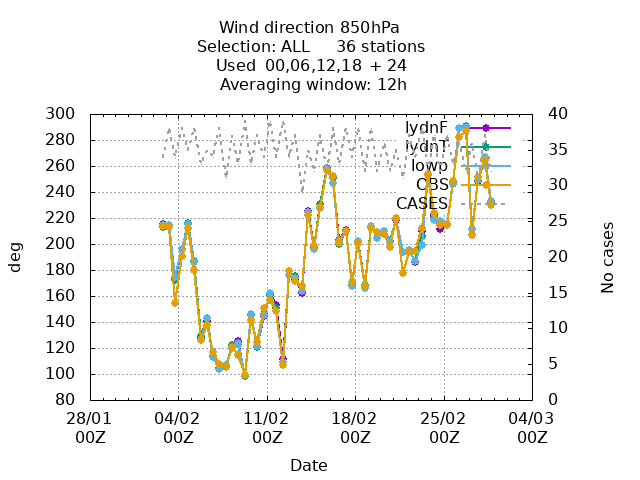 Wind direction 850hPa
Selection: ALL 36 stations
Used 00,06,12,18 + 24
Averaging window: 12h
300
280
260
240
220
200
180
160
140
120
100
80
deg
40
35
30
25
20
15
10
5
0
No cases
lydnF
lydnT
lowp
OBS
CASES
28/01 04/02 11/02 18/02 25/02 04/03
00Z 00Z 00Z 00Z 00Z 00Z
Date